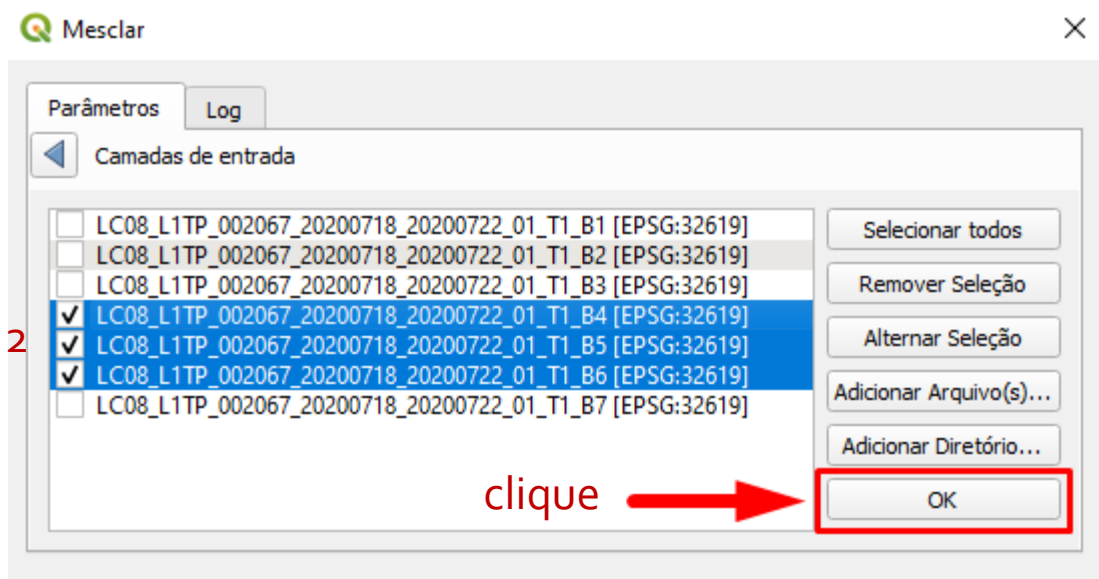 Mesclar
Parâmetros
Log
Camadas de entrada
LC08_L1TP_002067_20200718_20200722_01_T1_B1 [EPSG:32619]
LC08_L1TP_002067_20200718_20200722_01_T1_B2 [EPSG:32619]
LC08_L1TP_002067_20200718_20200722_01_T1_B3 [EPSG:32619]
LC08_L1TP_002067_20200718_20200722_01_T1_B4 [EPSG:32619]
2
LC08_L1TP_002067_20200718_20200722_01_T1_B5 [EPSG:32619]
LC08_L1TP_002067_20200718_20200722_01_T1_B6 [EPSG:32619]
LC08_L1TP_002067_20200718_20200722_01_T1_B7 [EPSG:32619]
Selecionar todos
Remover Seleção
Alternar Seleção
Adicionar Arquivo(s)...
Adicionar Diretório...
clique
OK